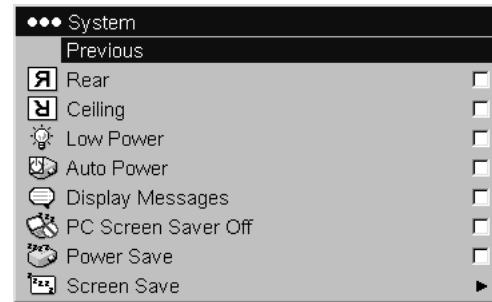 System
Previous
Rear
Ceiling
Low Power
Auto Power
Display Messages
PC Screen Saver Off
Power Save
Screen Save